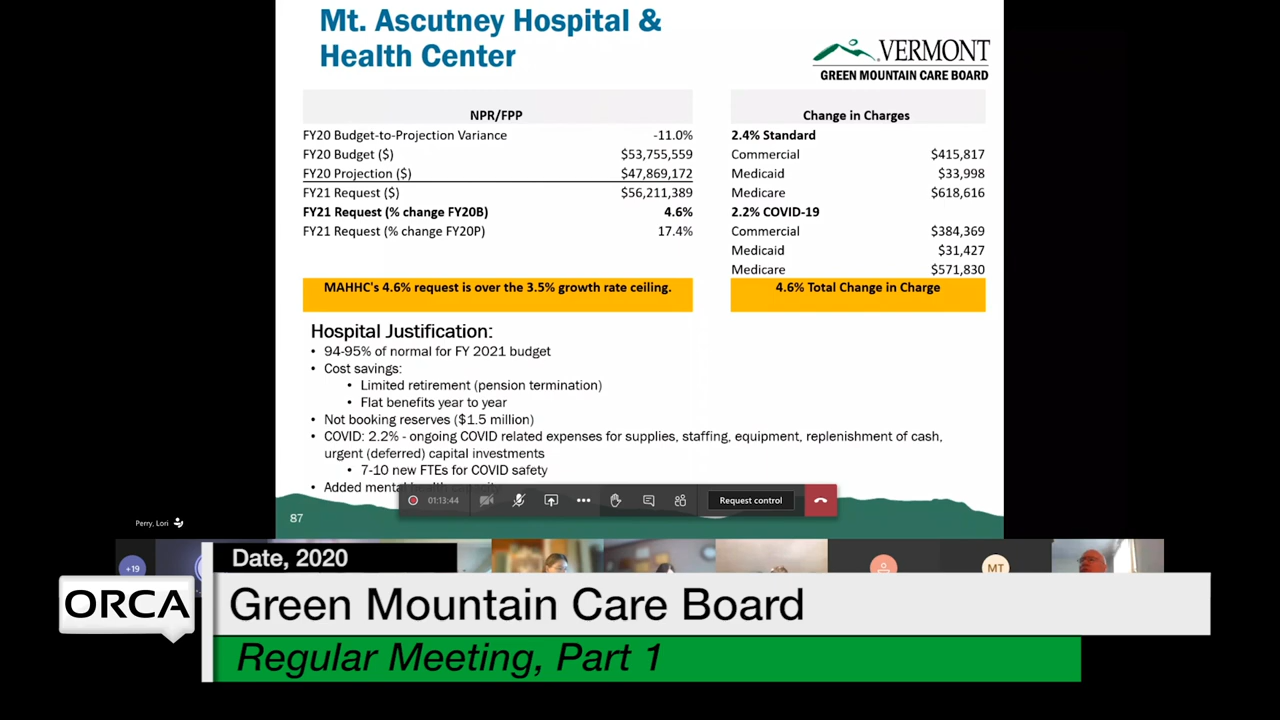 Mt. Ascutney Hospital &
Health Center
VERMONT
GREEN MOUNTAIN CARE BOARD
NPR/FPP
FY20 Budget-to-Projection Variance -11.0%
FY20 Budget ($) $53,755,559
FY20 Projection ($) $47,869,172
FY21 Request ($) $56,211,389
FY21 Request (% change FY20B) 4.6%
FY21 Request (% change FY20P) 17.4%
MAHHC's 4.6% request is over the 3.5% growth rate ceiling.
Change in Charges
2.4% Standard
Commercial $415,817
Medicaid $33,998
Medicare $618,616
2.2% COVID-19
Commercial $384,369
Medicaid $31,427
Medicare $571,830
4.6% Total Change in Charge
Hospital Justification:
• 94-95% of normal for FY 2021 budget
• Cost savings:
• Limited retirement (pension termination)
• Flat benefits year to year
• Not booking reserves ($1.5 million)
• COVID: 2.2% - ongoing COVID related expenses for supplies, staffing, equipment, replenishment of cash,
urgent (deferred) capital investments
• 7-10 new FTEs for COVID safety
• Added mental
01:13:44
Request control
87
Perry, Lori
+19
MT
Date, 2020
ORCA
Green Mountain Care Board
Regular Meeting, Part 1